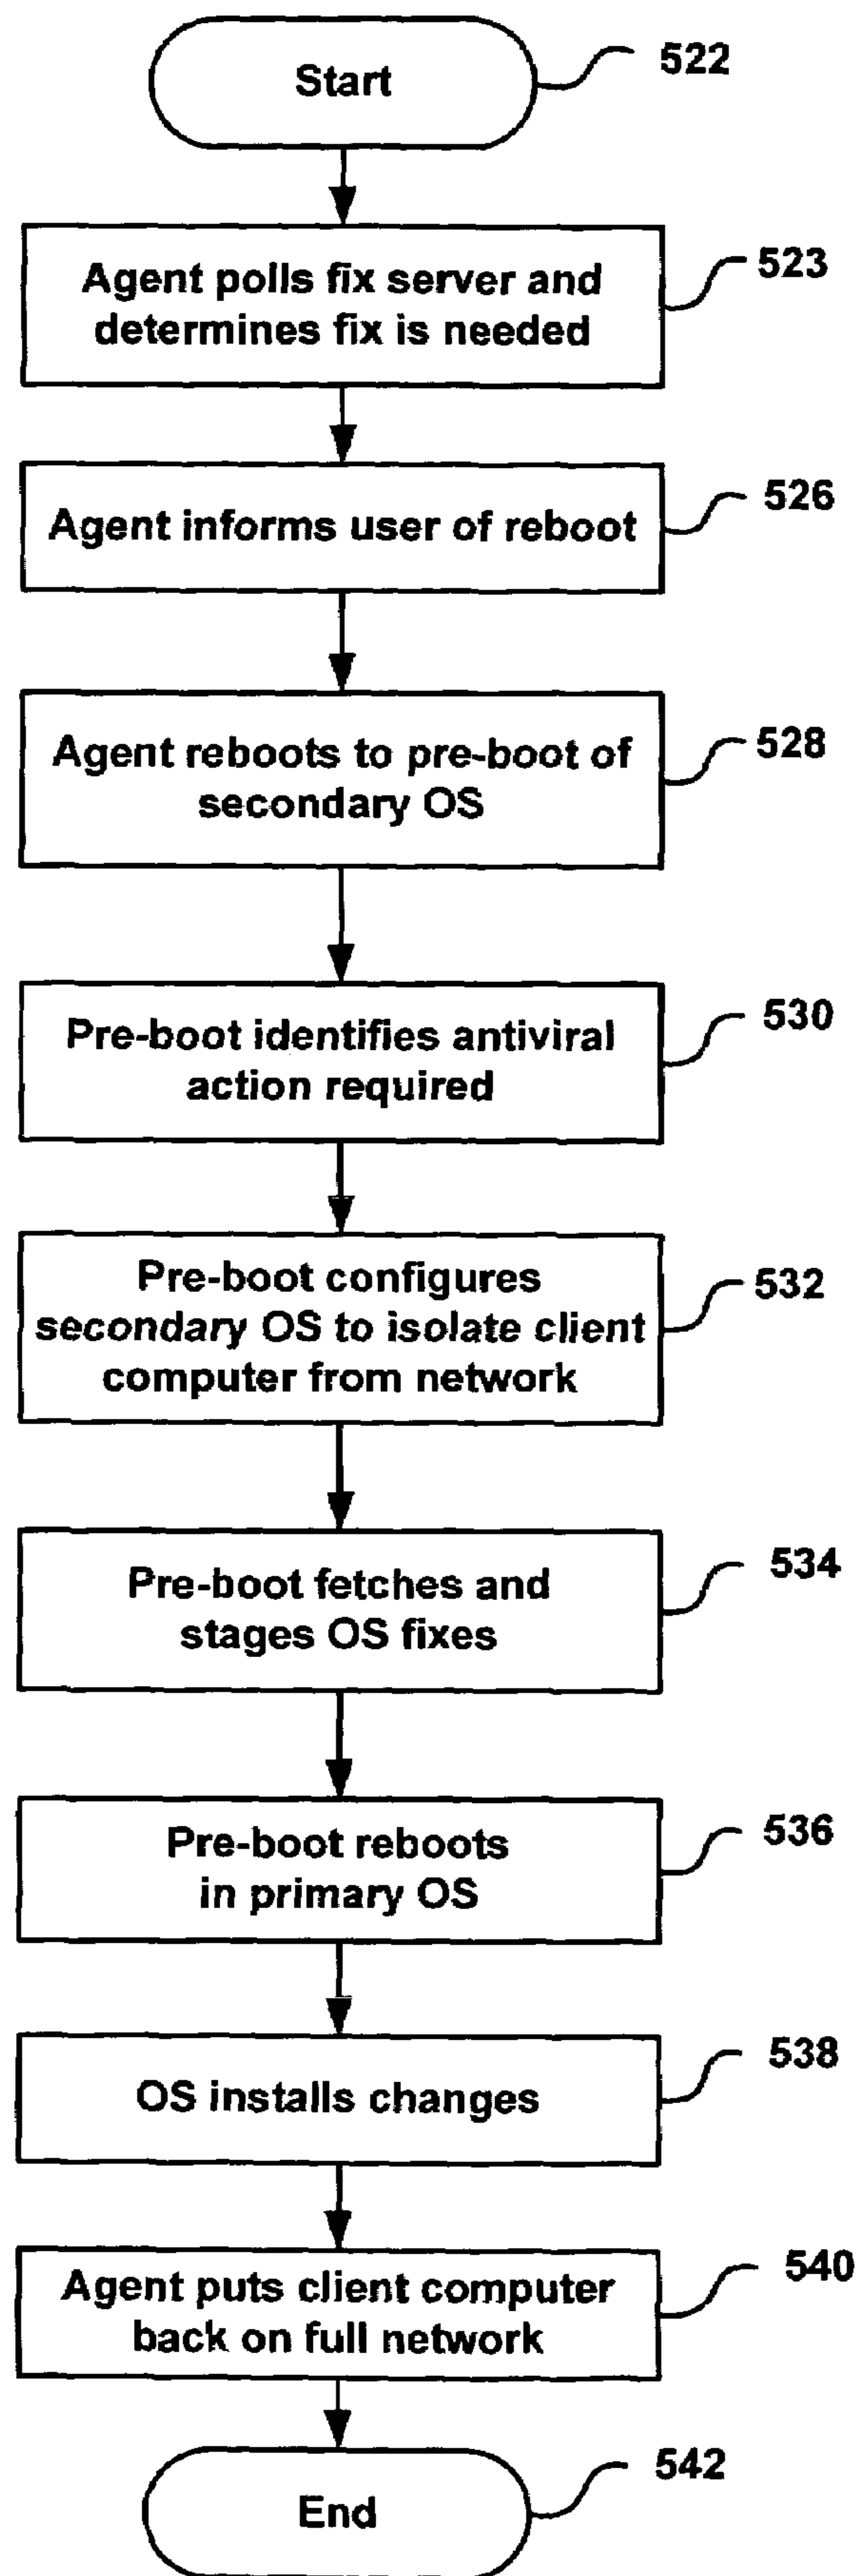 Start
522
Agent polls fix server and
determines fix is needed
523
Agent informs user of reboot
526
Agent reboots to pre-boot of
secondary OS
528
Pre-boot identifies antiviral
action required
530
Pre-boot configures
secondary OS to isolate client
computer from network
532
Pre-boot fetches and
stages OS fixes
534
Pre-boot reboots
in primary OS
536
OS installs changes
538
Agent puts client computer
back on full network
540
End
542